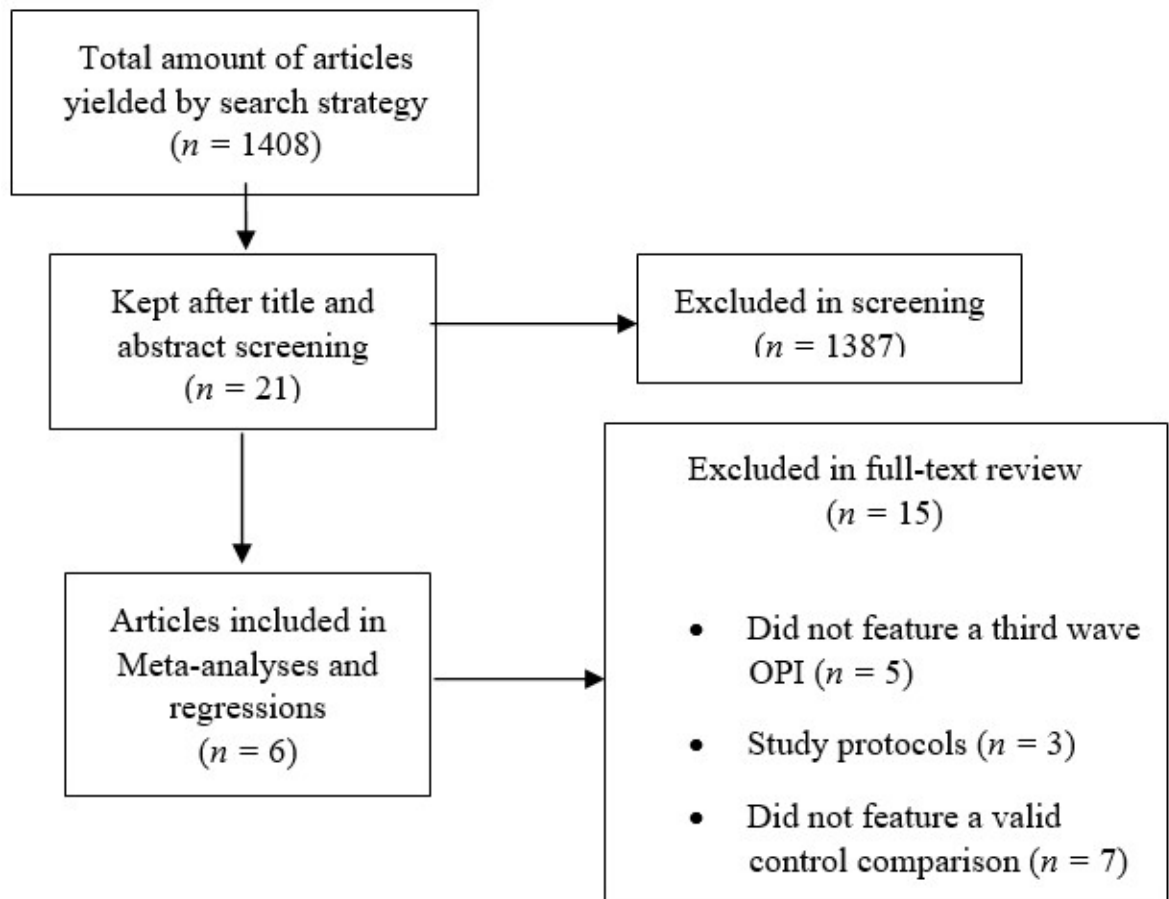 Total amount of articles
yielded by search strategy
(n = 1408)
Kept after title and
abstract screening
(n = 21)
Excluded in screening
(n = 1387)
Articles included in
Meta-analyses and
regressions
(n = 6)
Excluded in full-text review
(n = 15)
• Did not feature a third wave
OPI (n = 5)
• Study protocols (n = 3)
• Did not feature a valid
control comparison (n = 7)